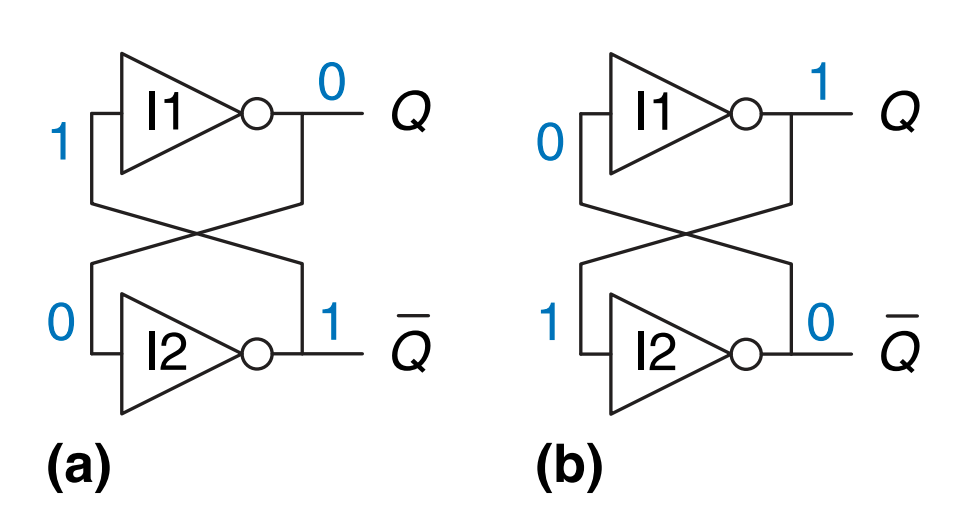 0 Q 1 Q
I1 I1
1 0
0 1 Q̅ 1 0 Q̅
I2 I2
(a) (b)